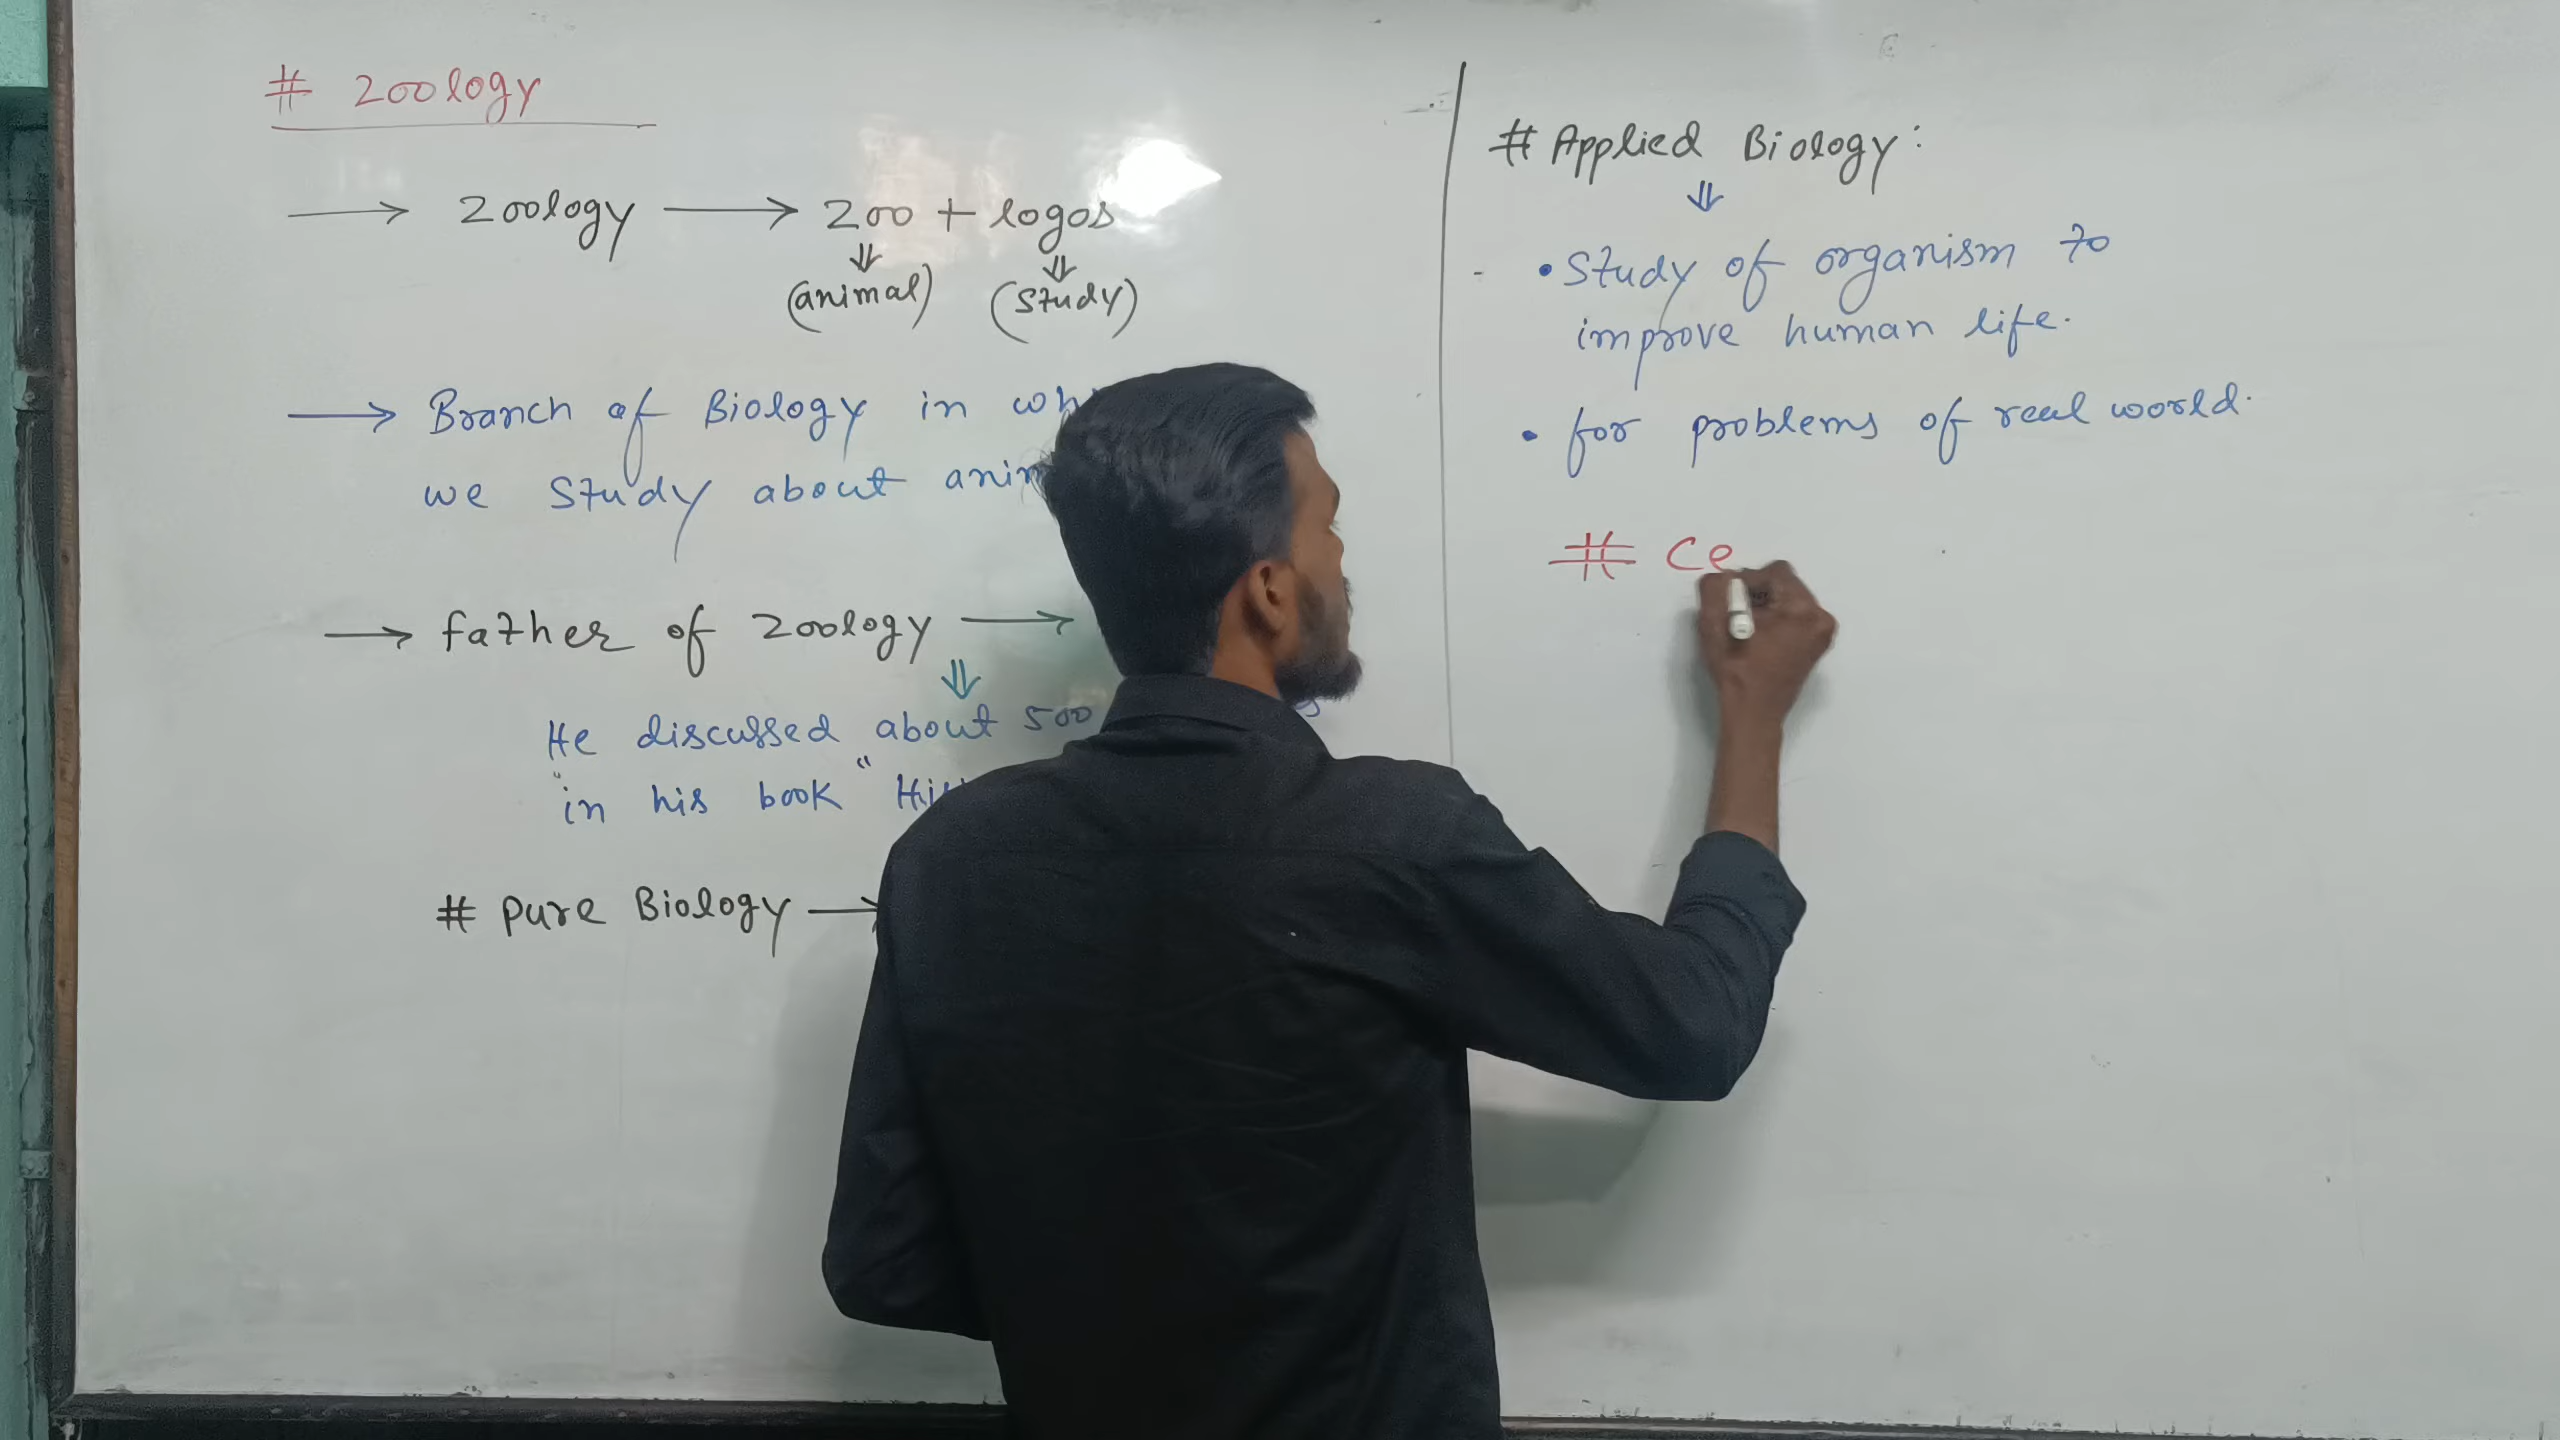 # Zoology
→ Zoology → Zoo + logos
(animal) (study)
→ Branch of Biology in
we study about
→ father of Zoology →
He discussed about 500
in his book "
# Pure Biology →
# Applied Biology:
• Study of organism to
improve human life.
• for problems of real world.
# Ce